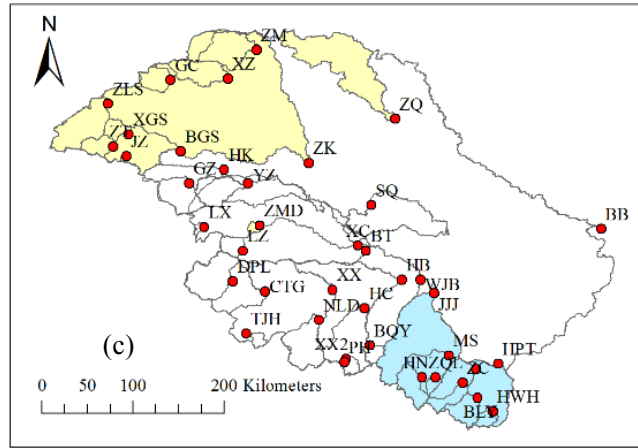 N
ZM
GC
XZ
ZLS
ZQ
XGS
ZT
JZ
BGS
ZK
HK
GZ
YZ
SQ
LX
ZMD
BB
LZ
XC
BT
DPL
CTG
XX
HB
WJB
HC
JJJ
NLD
TJH
BQY
MS
XX2
PH
HPT
HNZ
QL
ZC
HWH
BLY
(c)
0 50 100 200 Kilometers